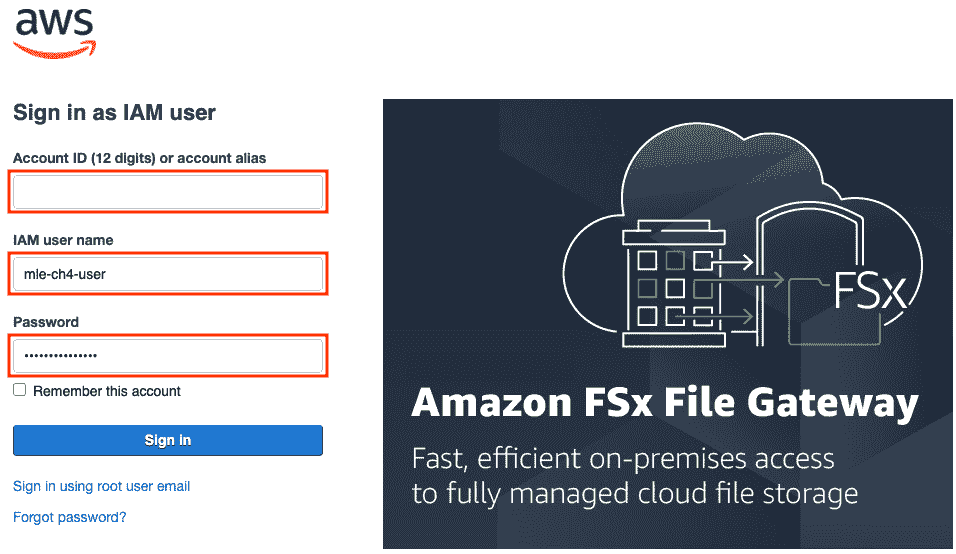 aws
Sign in as IAM user
Account ID (12 digits) or account alias
IAM user name
mle-ch4-user
Password
•••••••••••••••
Remember this account
Sign in
Sign in using root user email
Forgot password?
FSx
Amazon FSx File Gateway
Fast, efficient on-premises access
to fully managed cloud file storage